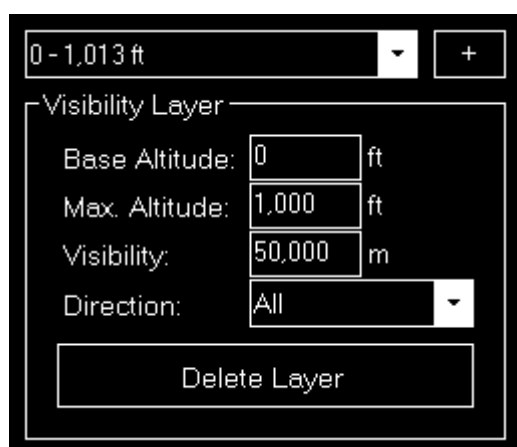 0 - 1,013 ft +
Visibility Layer
Base Altitude: 0 ft
Max. Altitude: 1,000 ft
Visibility: 50,000 m
Direction: All
Delete Layer